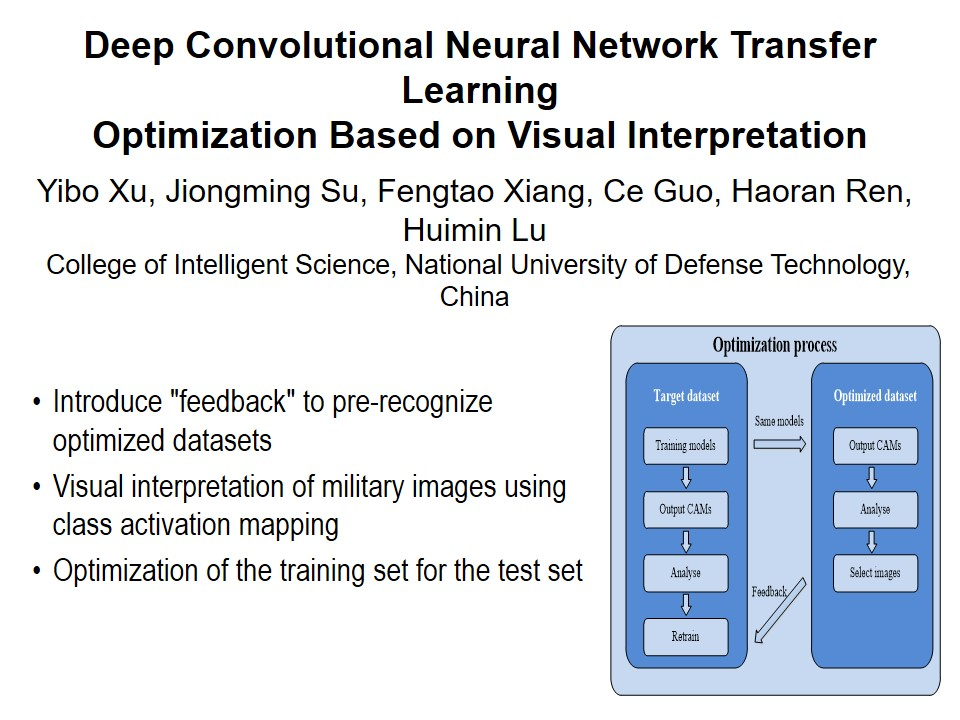 Deep Convolutional Neural Network Transfer
Learning
Optimization Based on Visual Interpretation
Yibo Xu, Jiongming Su, Fengtao Xiang, Ce Guo, Haoran Ren,
Huimin Lu
College of Intelligent Science, National University of Defense Technology,
China
• Introduce "feedback" to pre-recognize
optimized datasets
• Visual interpretation of military images using
class activation mapping
• Optimization of the training set for the test set
Optimization process
Target dataset
Training models
Output CAMs
Analyse
Retrain
Same models
Feedback
Optimized dataset
Output CAMs
Analyse
Select images